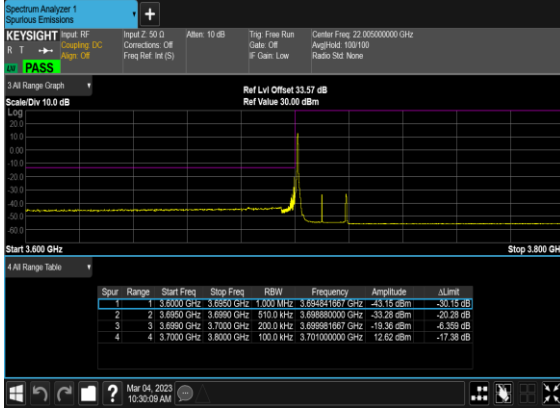 Spectrum Analyzer 1
Spurious Emissions
+
KEYSIGHT Input: RF Input Z: 50 Ω Atten: 10 dB Trig: Free Run Center Freq: 22.005000000 GHz
R T Coupling: DC Corrections: Off Gate: Off Avg|Hold: 100/100
Align: Off Freq Ref: Int (S) IF Gain: Low Radio Std: None
PASS
3 All Range Graph Ref Lvl Offset 33.57 dB
Scale/Div 10.0 dB Ref Value 30.00 dBm
Log
20.0
10.0
0.00
-10.0
-20.0
-30.0
-40.0
-50.0
-60.0
Start 3.600 GHz Stop 3.800 GH
4 All Range Table
Spur Range Start Freq Stop Freq RBW Frequency Amplitude ΔLimit
1 1 3.6000 GHz 3.6950 GHz 1.000 MHz 3.694841667 GHz -43.15 dBm -30.15 dB
2 2 3.6950 GHz 3.6990 GHz 510.0 kHz 3.698880000 GHz -33.28 dBm -20.28 dB
3 3 3.6990 GHz 3.7000 GHz 200.0 kHz 3.699981667 GHz -19.36 dBm -6.359 dB
4 4 3.7000 GHz 3.8000 GHz 100.0 kHz 3.701000000 GHz 12.62 dBm -17.38 dB
? Mar 04, 2023
10:30:09 AM